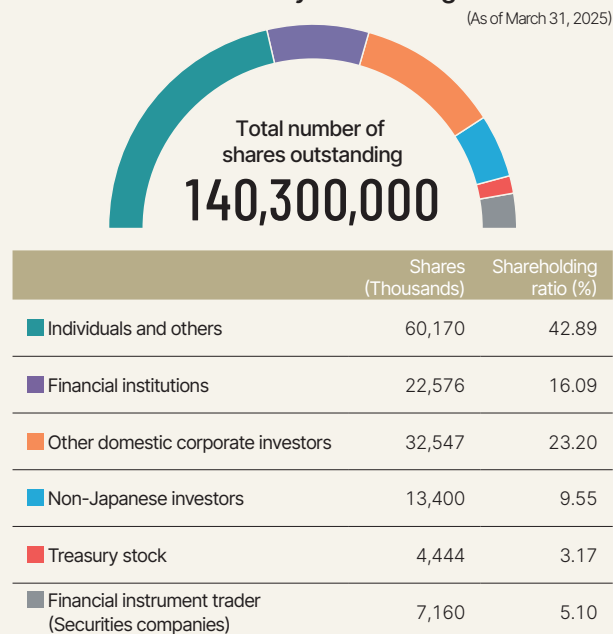 (As of March 31, 2025)
Total number of
shares outstanding
140,300,000
Shares
(Thousands)
Shareholding
ratio (%)
Individuals and others 60,170 42.89
Financial institutions 22,576 16.09
Other domestic corporate investors 32,547 23.20
Non-Japanese investors 13,400 9.55
Treasury stock 4,444 3.17
Financial instrument trader
(Securities companies) 7,160 5.10